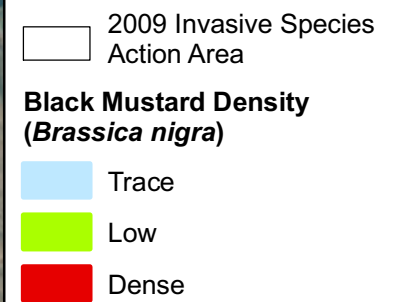 2009 Invasive Species
Action Area
Black Mustard Density
(Brassica nigra)
Trace
Low
Dense